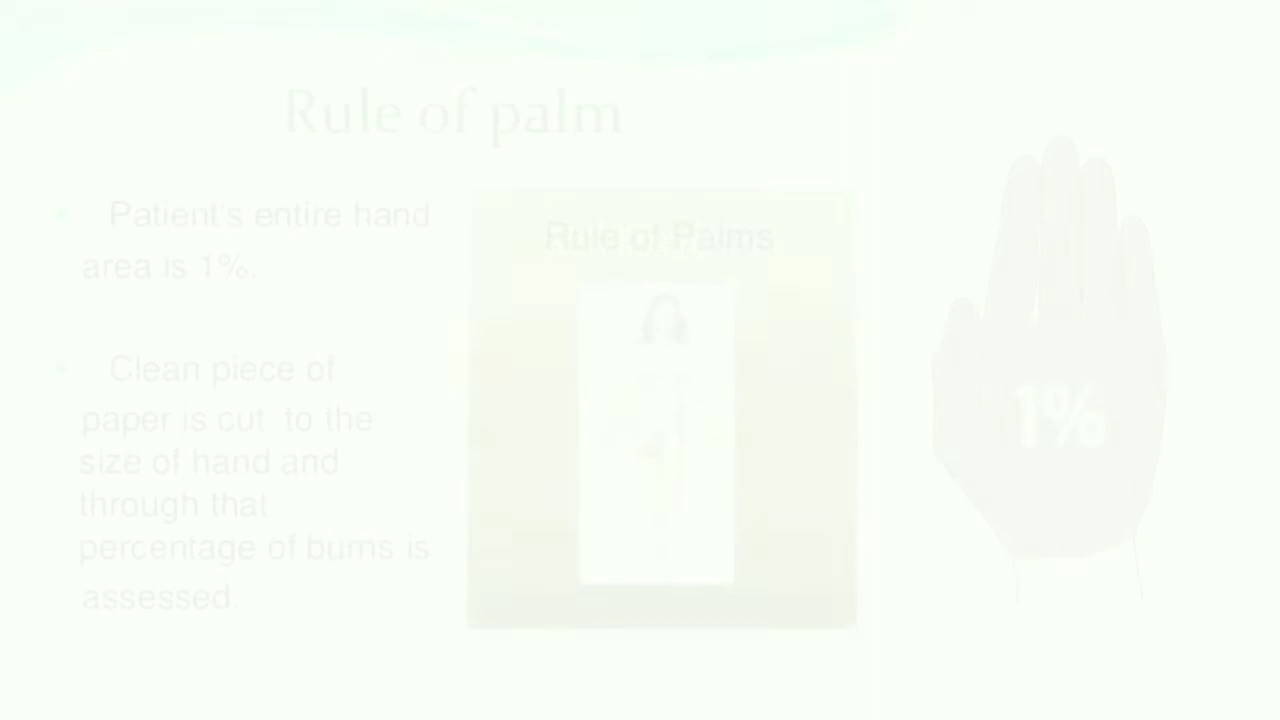 Rule of palm
• Patient's entire hand
area is 1%.
• Clean piece of
paper is cut to the
size of hand and
through that
percentage of burns is
assessed.
Rule of Palms
1%